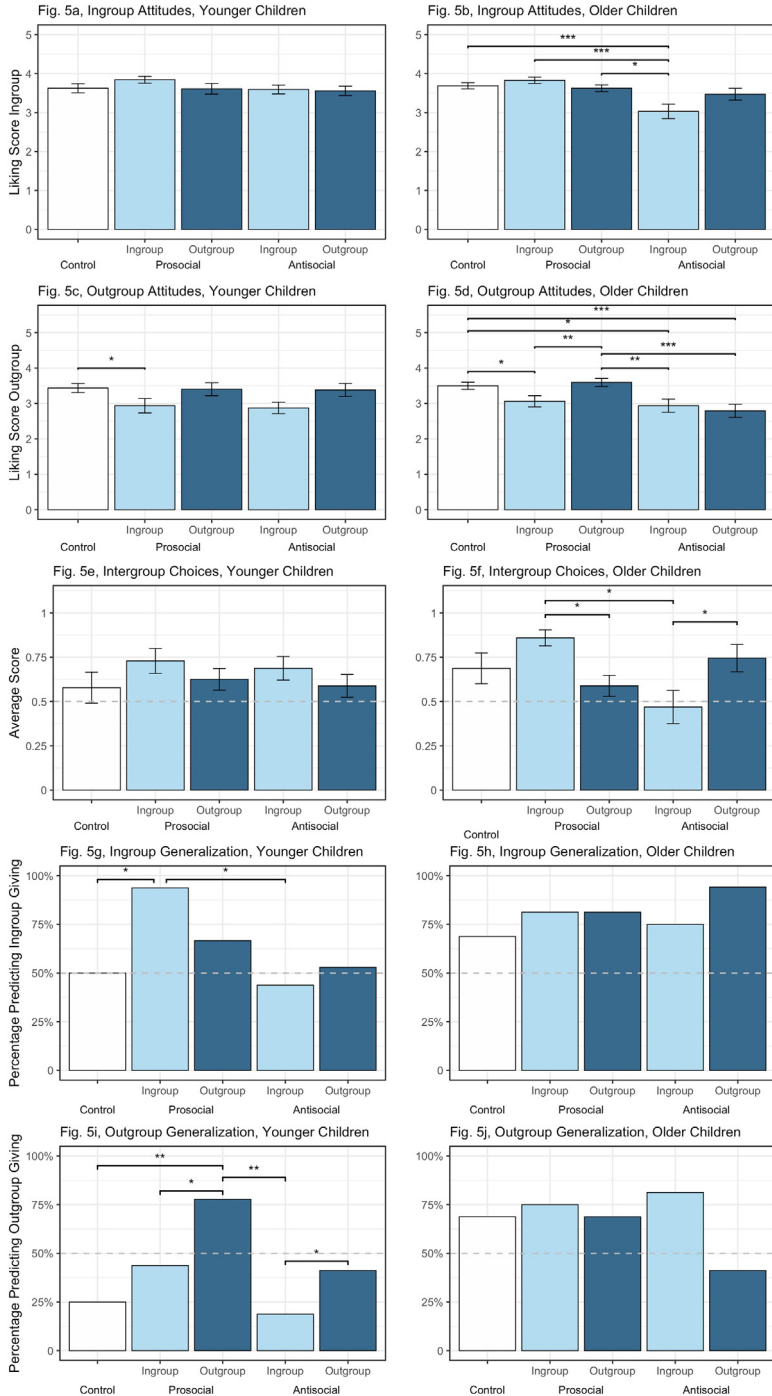 Fig. 5a, Ingroup Attitudes, Younger Children
Liking Score Ingroup
5
4
3
2
1
0
Ingroup Outgroup Ingroup Outgroup
Control Prosocial Antisocial
Fig. 5b, Ingroup Attitudes, Older Children
***
***
*
5
4
3
2
1
0
Ingroup Outgroup Ingroup Outgroup
Control Prosocial Antisocial
Fig. 5c, Outgroup Attitudes, Younger Children
Liking Score Outgroup
*
5
4
3
2
1
0
Ingroup Outgroup Ingroup Outgroup
Control Prosocial Antisocial
Fig. 5d, Outgroup Attitudes, Older Children
***
*
** ***
* **
5
4
3
2
1
0
Ingroup Outgroup Ingroup Outgroup
Control Prosocial Antisocial
Fig. 5e, Intergroup Choices, Younger Children
Average Score
1
0.75
0.5
0.25
0
Ingroup Outgroup Ingroup Outgroup
Control Prosocial Antisocial
Fig. 5f, Intergroup Choices, Older Children
*
* *
1
0.75
0.5
0.25
0
Ingroup Outgroup Ingroup Outgroup
Control Prosocial Antisocial
Fig. 5g, Ingroup Generalization, Younger Children
Percentage Predicting Ingroup Giving
* *
100%
75%
50%
25%
0
Ingroup Outgroup Ingroup Outgroup
Control Prosocial Antisocial
Fig. 5h, Ingroup Generalization, Older Children
100%
75%
50%
25%
0
Ingroup Outgroup Ingroup Outgroup
Control Prosocial Antisocial
Fig. 5i, Outgroup Generalization, Younger Children
Percentage Predicting Outgroup Giving
** **
*
*
100%
75%
50%
25%
0
Ingroup Outgroup Ingroup Outgroup
Control Prosocial Antisocial
Fig. 5j, Outgroup Generalization, Older Children
100%
75%
50%
25%
0
Ingroup Outgroup Ingroup Outgroup
Control Prosocial Antisocial